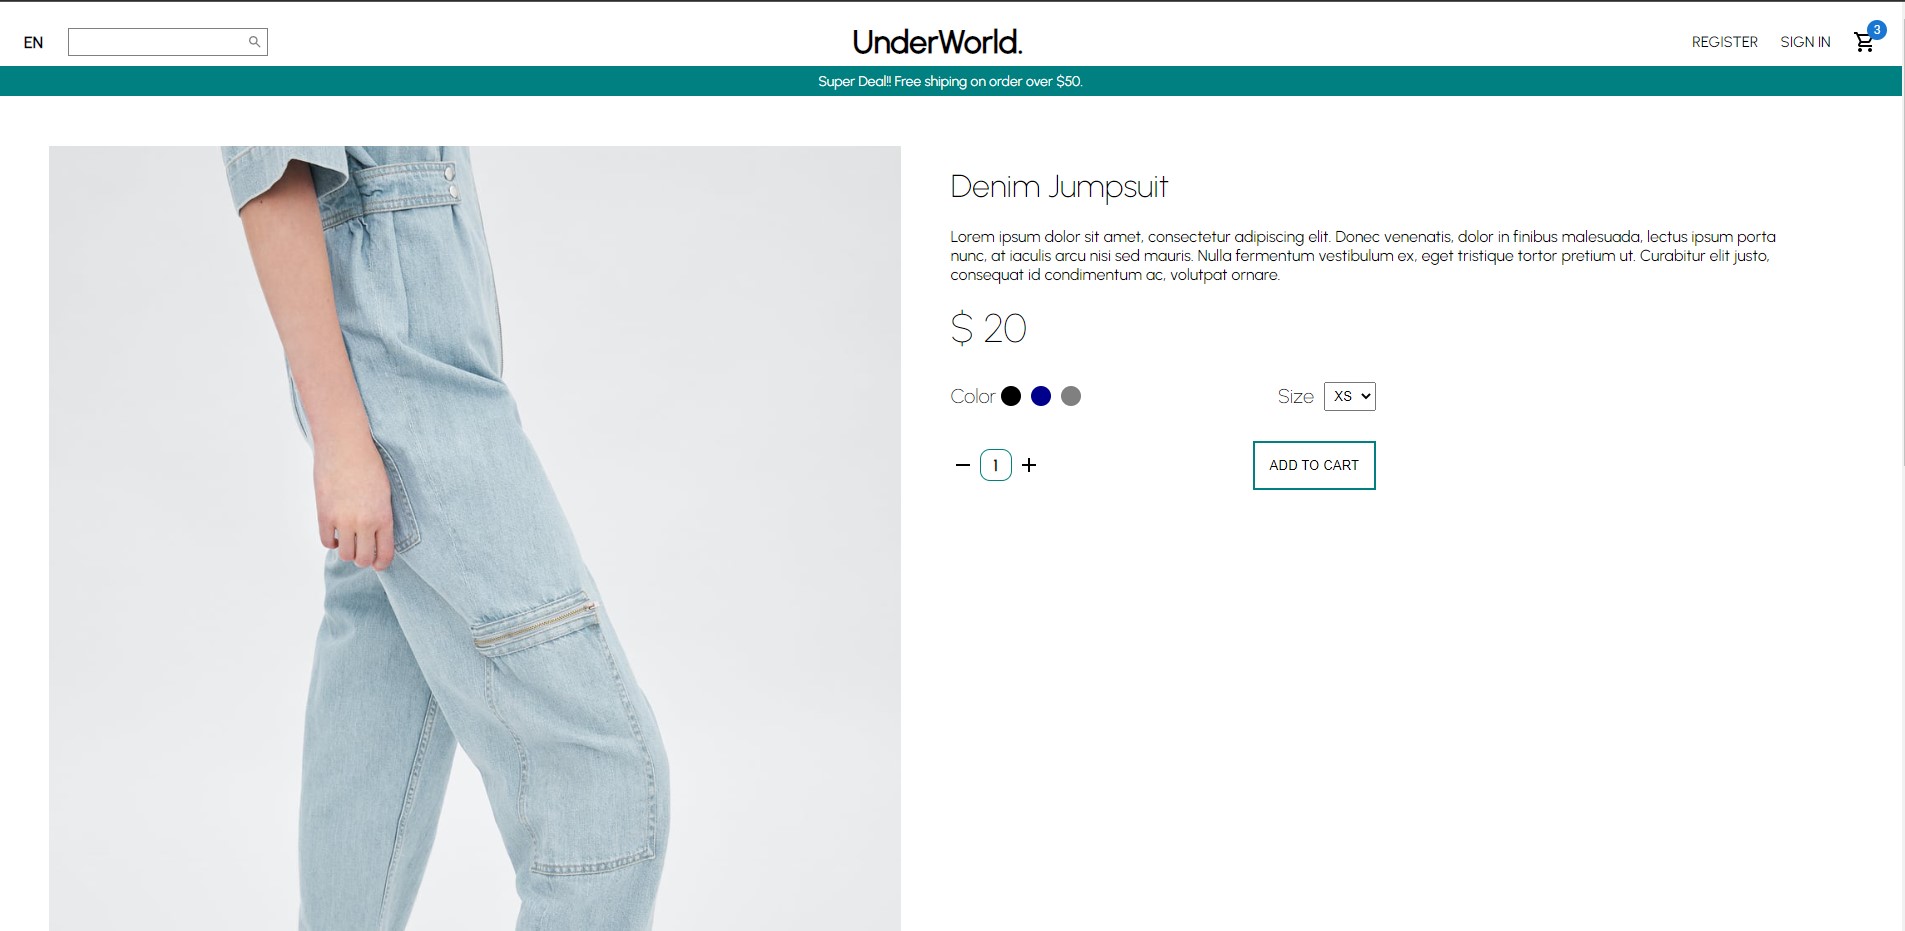 EN
UnderWorld.
REGISTER SIGN IN 3
Super Deal!! Free shiping on order over $50.
Denim Jumpsuit
Lorem ipsum dolor sit amet, consectetur adipiscing elit. Donec venenatis, dolor in finibus malesuada, lectus ipsum porta
nunc, at iaculis arcu nisi sed mauris. Nulla fermentum vestibulum ex, eget tristique tortor pretium ut. Curabitur elit justo,
consequat id condimentum ac, volutpat ornare.
$ 20
Color Size XS
1 ADD TO CART